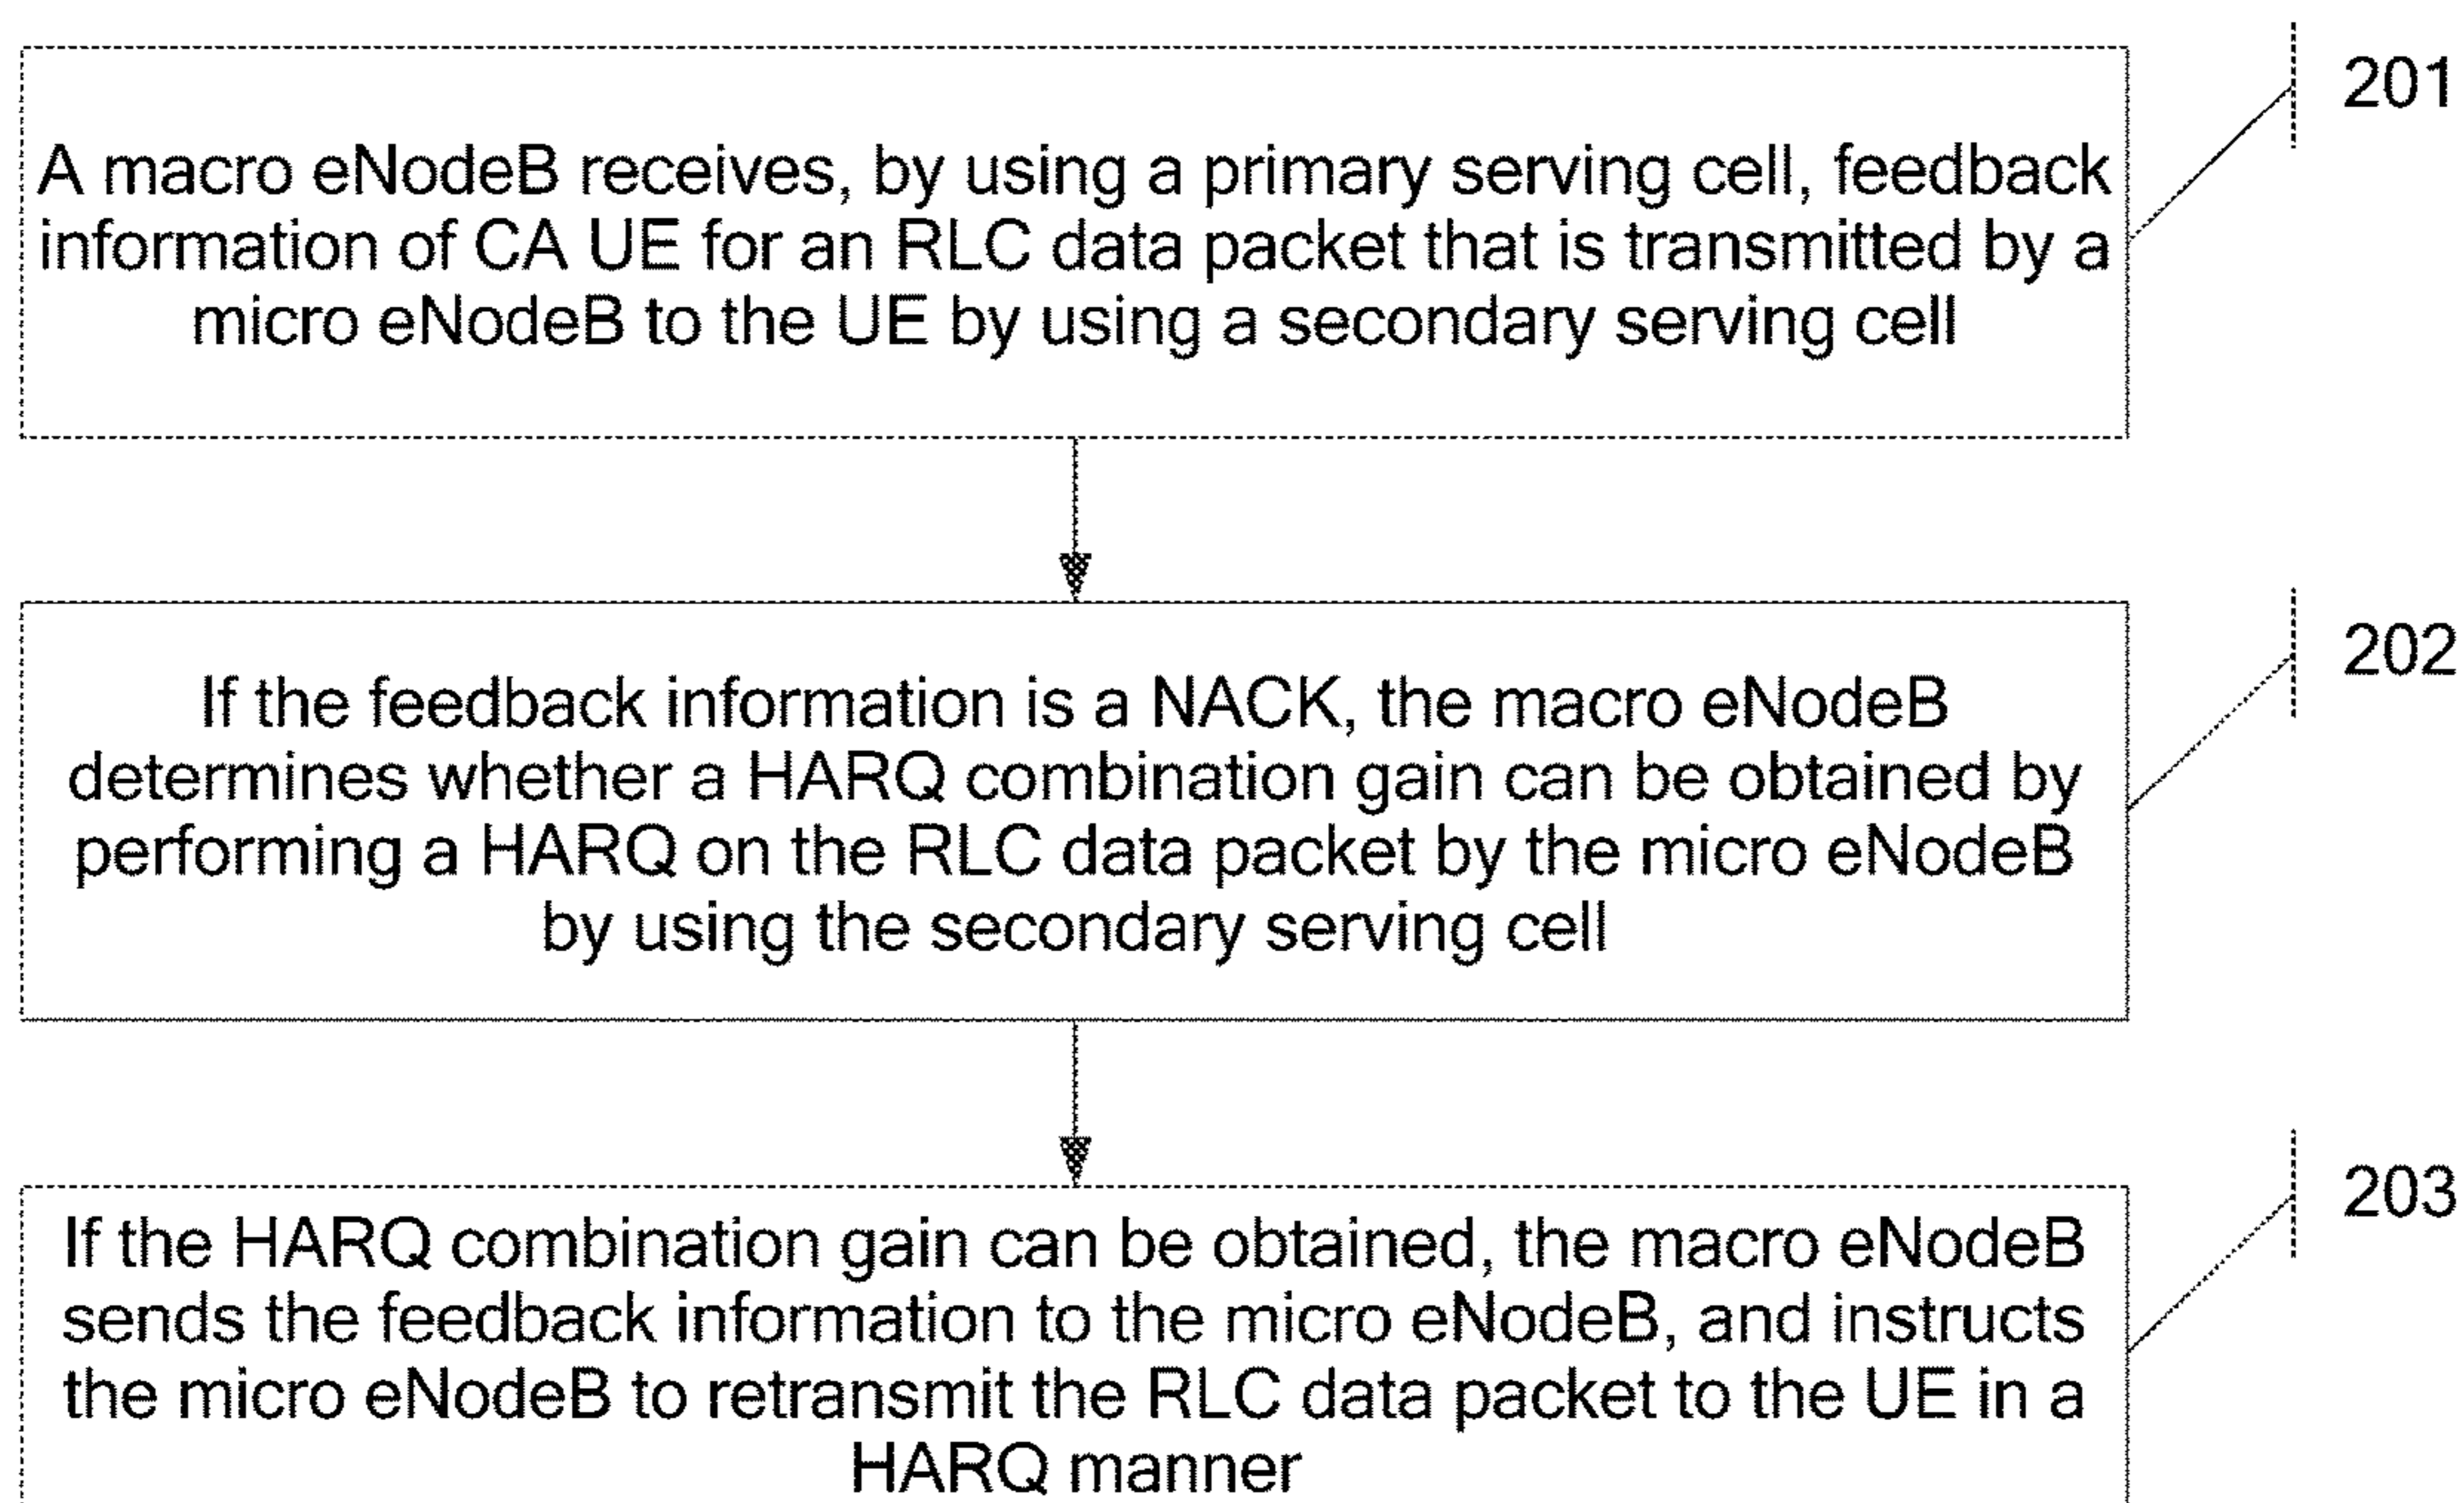 201
A macro eNodeB receives, by using a primary serving cell, feedback
information of CA UE for an RLC data packet that is transmitted by a
micro eNodeB to the UE by using a secondary serving cell
202
If the feedback information is a NACK, the macro eNodeB
determines whether a HARQ combination gain can be obtained by
performing a HARQ on the RLC data packet by the micro eNodeB
by using the secondary serving cell
203
If the HARQ combination gain can be obtained, the macro eNodeB
sends the feedback information to the micro eNodeB, and instructs
the micro eNodeB to retransmit the RLC data packet to the UE in a
HARQ manner